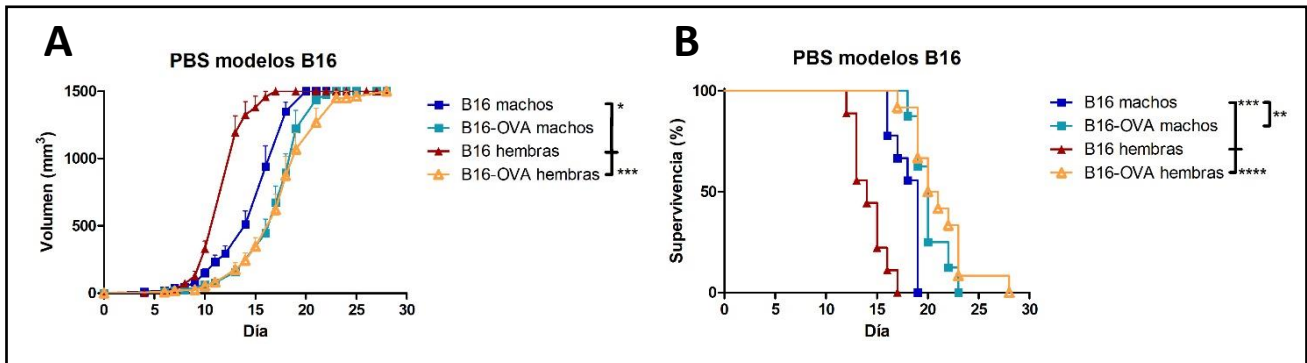 A
PBS modelos B16
Volumen (mm³)
1500
1000
500
0
0
5
10
15
20
25
30
Día
B16 machos
B16-OVA machos
B16 hembras
B16-OVA hembras
*
***
B
PBS modelos B16
Supervivencia (%)
100
50
0
0
5
10
15
20
25
30
Día
B16 machos
B16-OVA machos
B16 hembras
B16-OVA hembras
***
**
****